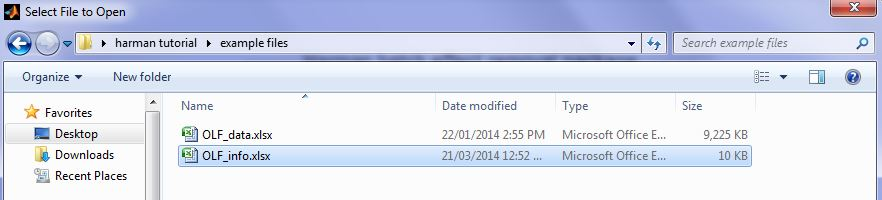 Select File to Open
harman tutorial example files Search example files
Organize New folder
Favorites Name Date modified Type Size
Desktop OLF_data.xlsx 22/01/2014 2:55 PM Microsoft Office E... 9,225 KB
Downloads OLF_info.xlsx 21/03/2014 12:52 ... Microsoft Office E... 10 KB
Recent Places